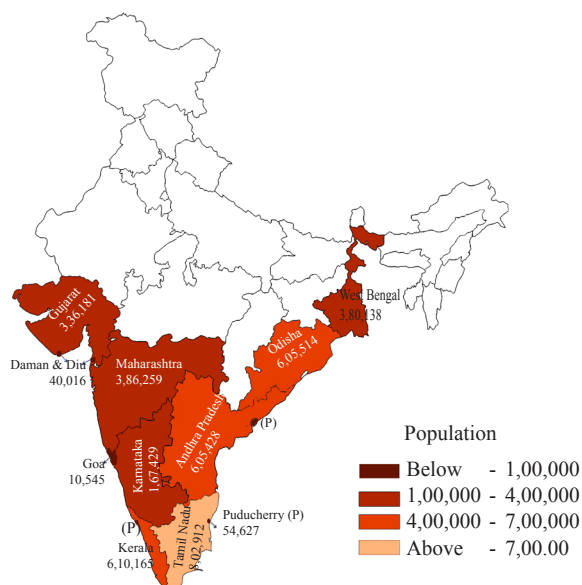 West Bengal
3,80,138
Gujarat
3,36,181
Odisha
6,05,514
Daman & Diu
40,016
Maharashtra
3,86,259
Andhra Pradesh
6,05,428
(P)
Karnataka
1,67,429
Goa
10,545
(P)
Kerala
6,10,165
Tamil Nadu
8,02,912
Puducherry (P)
54,627
Population
Below - 1,00,000
1,00,000 - 4,00,000
4,00,000 - 7,00,000
Above - 7,00.00